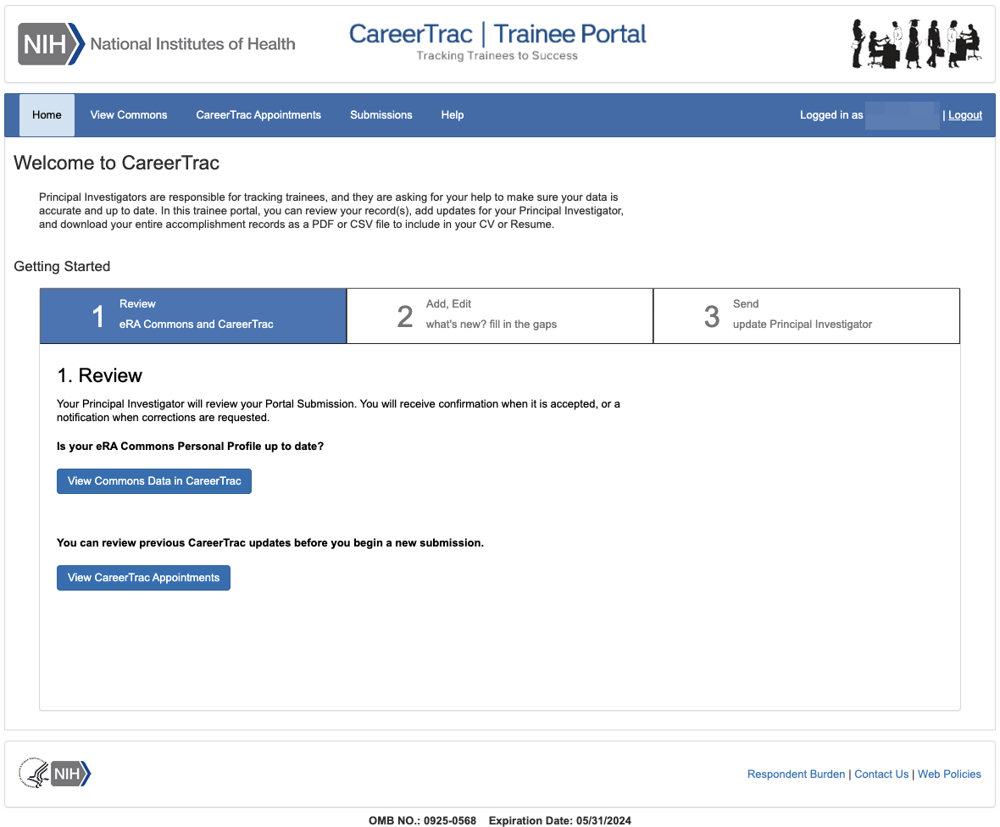 NIH National Institutes of Health
CareerTrac | Trainee Portal
Tracking Trainees to Success
Home View Commons CareerTrac Appointments Submissions Help Logged in as | Logout
Welcome to CareerTrac
Principal Investigators are responsible for tracking trainees, and they are asking for your help to make sure your data is
accurate and up to date. In this trainee portal, you can review your record(s), add updates for your Principal Investigator,
and download your entire accomplishment records as a PDF or CSV file to include in your CV or Resume.
Getting Started
1 Review
eRA Commons and CareerTrac
2 Add, Edit
what's new? fill in the gaps
3 Send
update Principal Investigator
1. Review
Your Principal Investigator will review your Portal Submission. You will receive confirmation when it is accepted, or a
notification when corrections are requested.
Is your eRA Commons Personal Profile up to date?
View Commons Data in CareerTrac
You can review previous CareerTrac updates before you begin a new submission.
View CareerTrac Appointments
NIH
Respondent Burden | Contact Us | Web Policies
OMB NO.: 0925-0568 Expiration Date: 05/31/2024